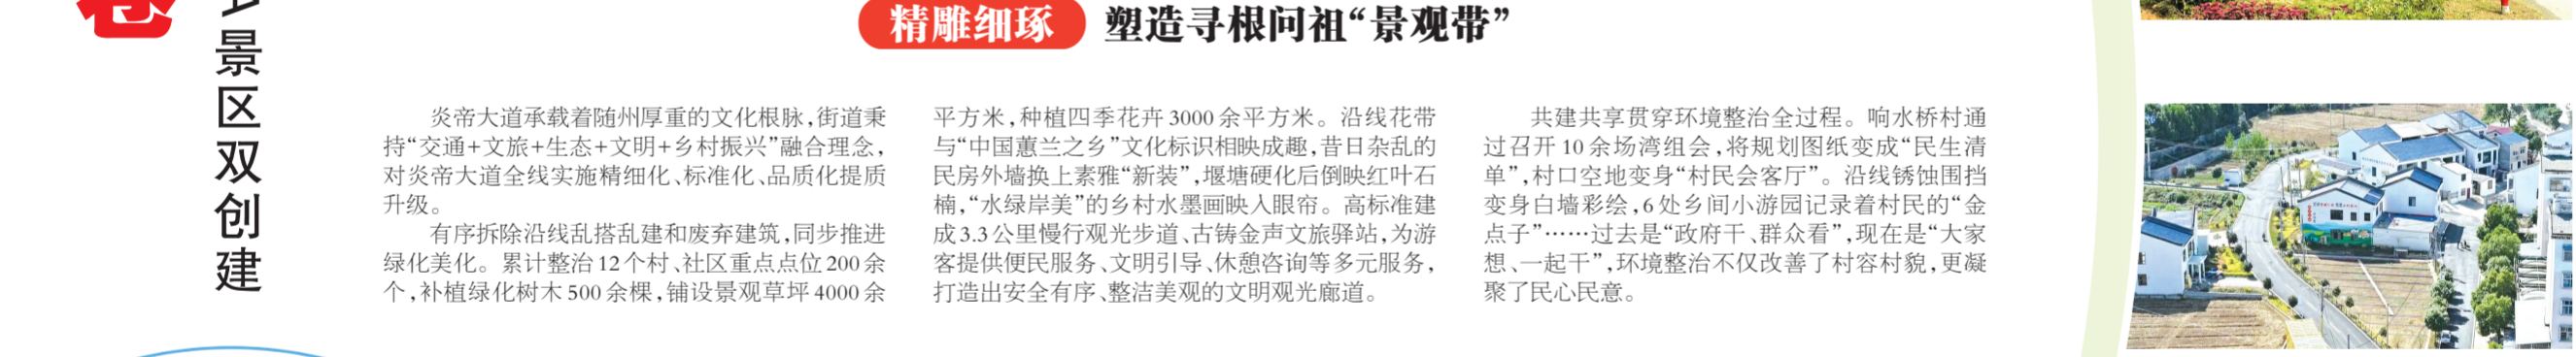 景区双创建
精雕细琢 塑造寻根问祖“景观带”
炎帝大道承载着随州厚重的文化根脉,街道秉
持“交通+文旅+生态+文明+乡村振兴”融合理念,
对炎帝大道全线实施精细化、标准化、品质化提质
升级。
有序拆除沿线乱搭乱建和废弃建筑,同步推进
绿化美化。累计整治12个村、社区重点点位200余
个,补植绿化树木500余棵,铺设景观草坪4000余
平方米,种植四季花卉3000余平方米。沿线花带
与“中国蕙兰之乡”文化标识相映成趣,昔日杂乱的
民房外墙换上素雅“新装”,堰塘硬化后倒映红叶石
楠,“水绿岸美”的乡村水墨画映入眼帘。高标准建
成3.3公里慢行观光步道、古铸金声文旅驿站,为游
客提供便民服务、文明引导、休憩咨询等多元服务,
打造出安全有序、整洁美观的文明观光廊道。
共建共享贯穿环境整治全过程。响水桥村通
过召开10余场湾组会,将规划图纸变成“民生清
单”,村口空地变身“村民会客厅”。沿线锈蚀围挡
变身白墙彩绘,6处乡间小游园记录着村民的“金
点子”……过去是“政府干、群众看”,现在是“大家
想、一起干”,环境整治不仅改善了村容村貌,更凝
聚了民心民意。